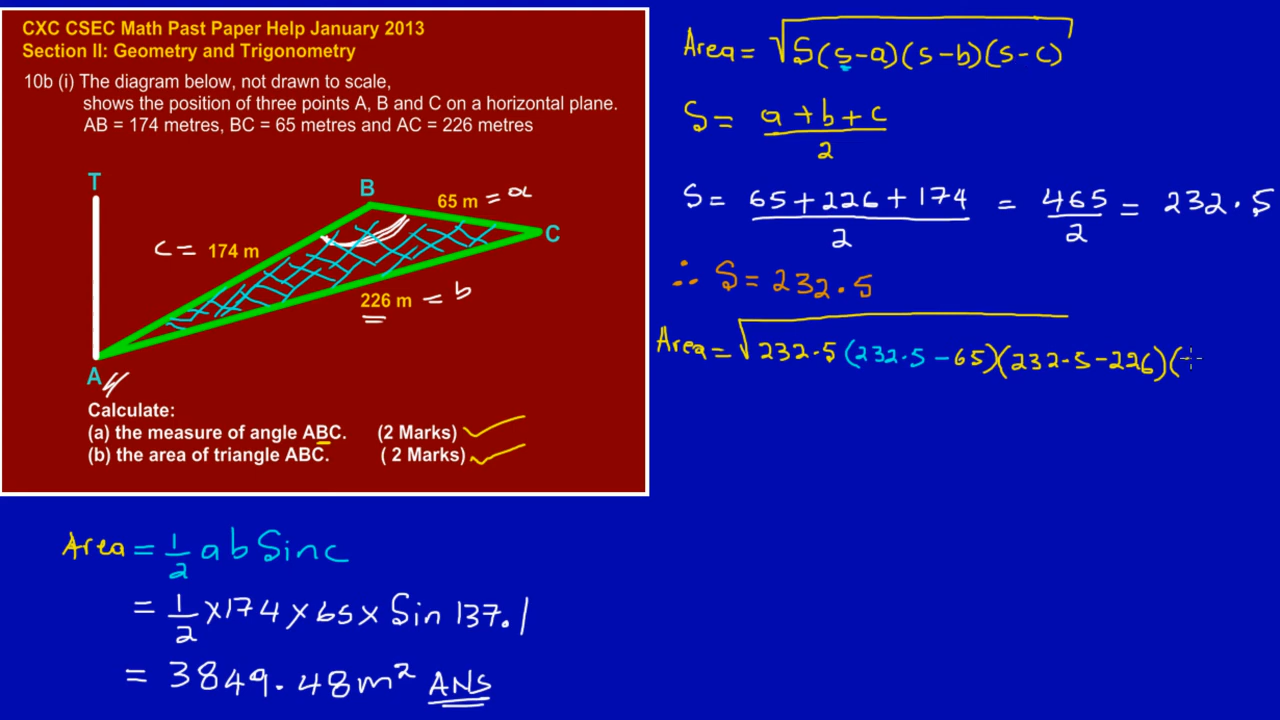 CXC CSEC Math Past Paper Help January 2013
Section II: Geometry and Trigonometry
10b (i) The diagram below, not drawn to scale,
shows the position of three points A, B and C on a horizontal plane.
AB = 174 metres, BC = 65 metres and AC = 226 metres
T
B
65 m = a
C
c = 174 m
226 m = b
A
Calculate:
(a) the measure of angle ABC. (2 Marks)
(b) the area of triangle ABC. ( 2 Marks)
Area = √S(s-a)(s-b)(s-c)
S = a+b+c
2
S = 65+226+174 = 465 = 232.5
2 2
∴ S = 232.5
Area = √232.5(232.5-65)(232.5-226)(
Area = 1/2 ab Sinc
= 1/2 x 174 x 65 x Sin 137.1
= 3849.48m² ANS